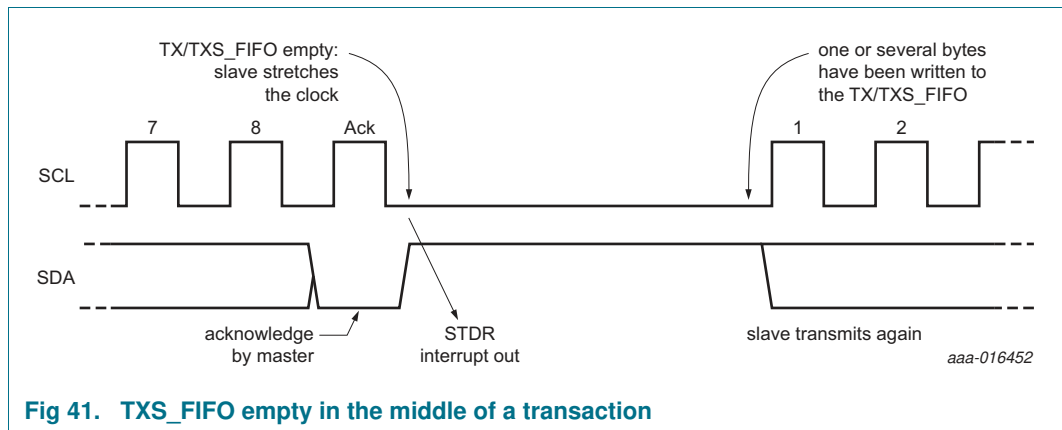 TX/TXS_FIFO empty:
slave stretches
the clock
one or several bytes
have been written to
the TX/TXS_FIFO
7
8
Ack
1
2
SCL
SDA
acknowledge
by master
STDR
interrupt out
slave transmits again
aaa-016452
Fig 41. TXS_FIFO empty in the middle of a transaction